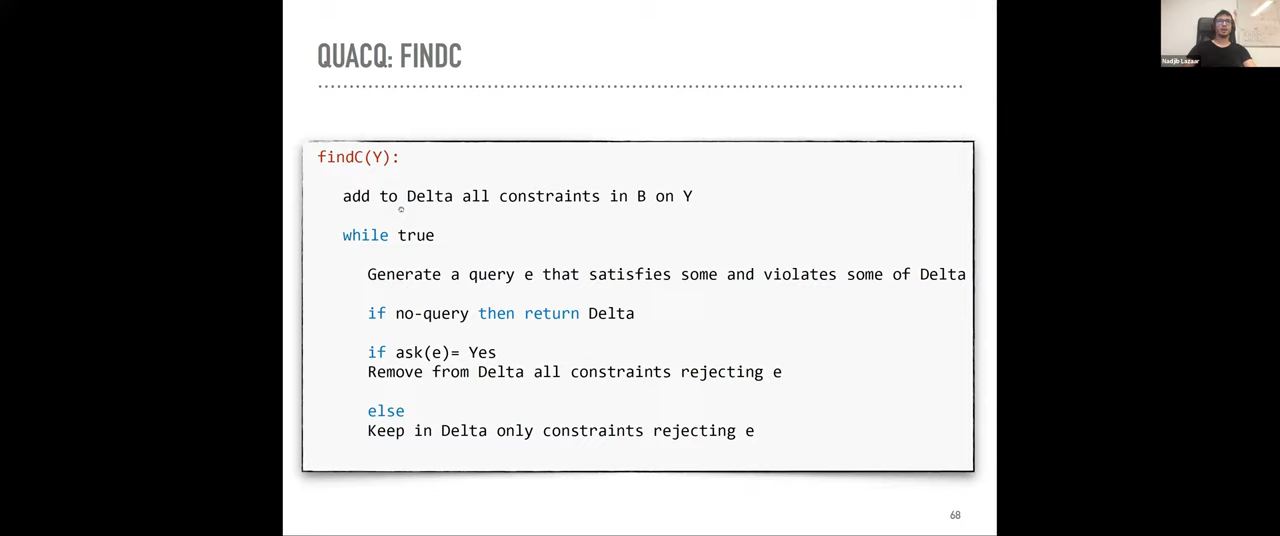 QUACQ: FINDC
Nadjib Lazaar
findC(Y):
add to Delta all constraints in B on Y
while true
Generate a query e that satisfies some and violates some of Delta
if no-query then return Delta
if ask(e)= Yes
Remove from Delta all constraints rejecting e
else
Keep in Delta only constraints rejecting e
68